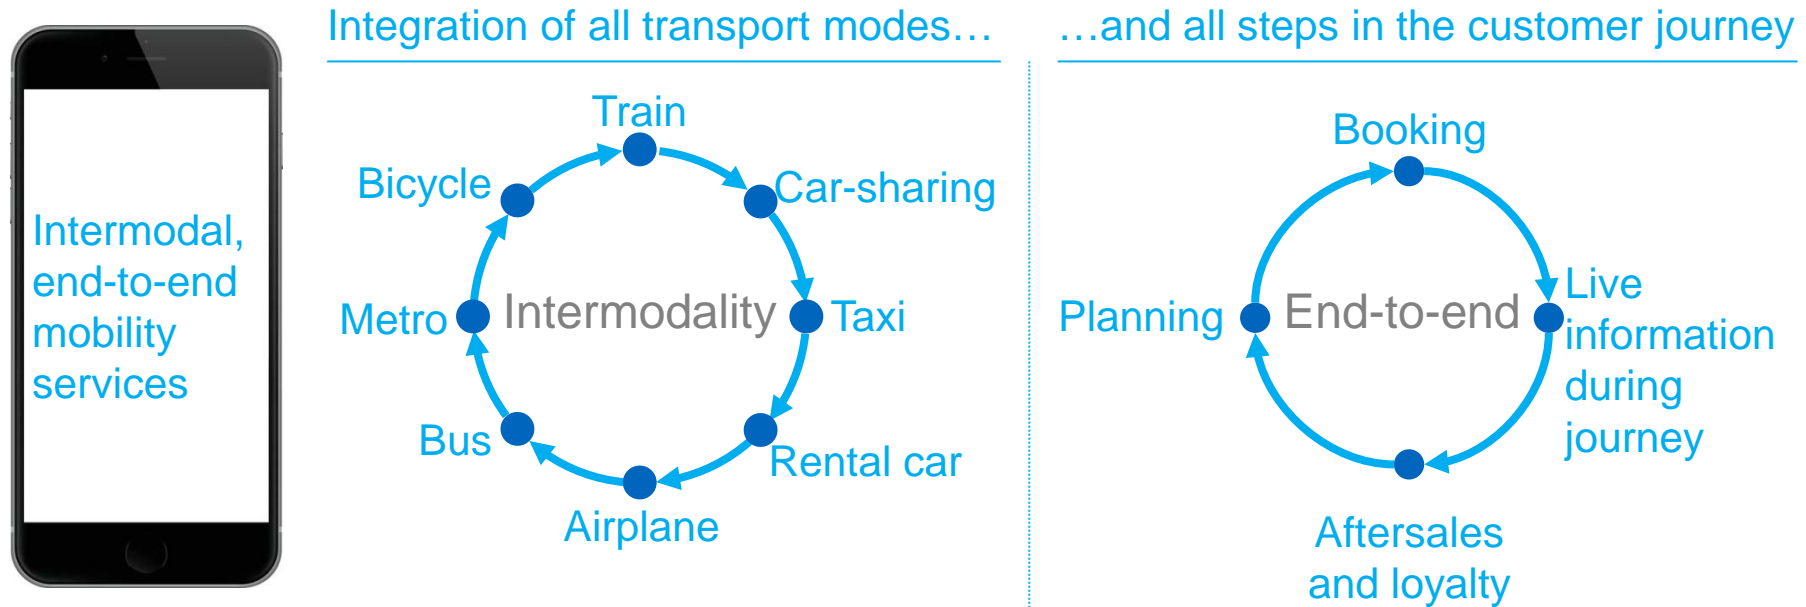 Integration of all transport modes…
…and all steps in the customer journey
Intermodal,
end-to-end
mobility
services
Train
Bicycle
Car-sharing
Metro
Intermodality
Taxi
Bus
Rental car
Airplane
Booking
Planning
End-to-end
Live
information
during
journey
Aftersales
and loyalty